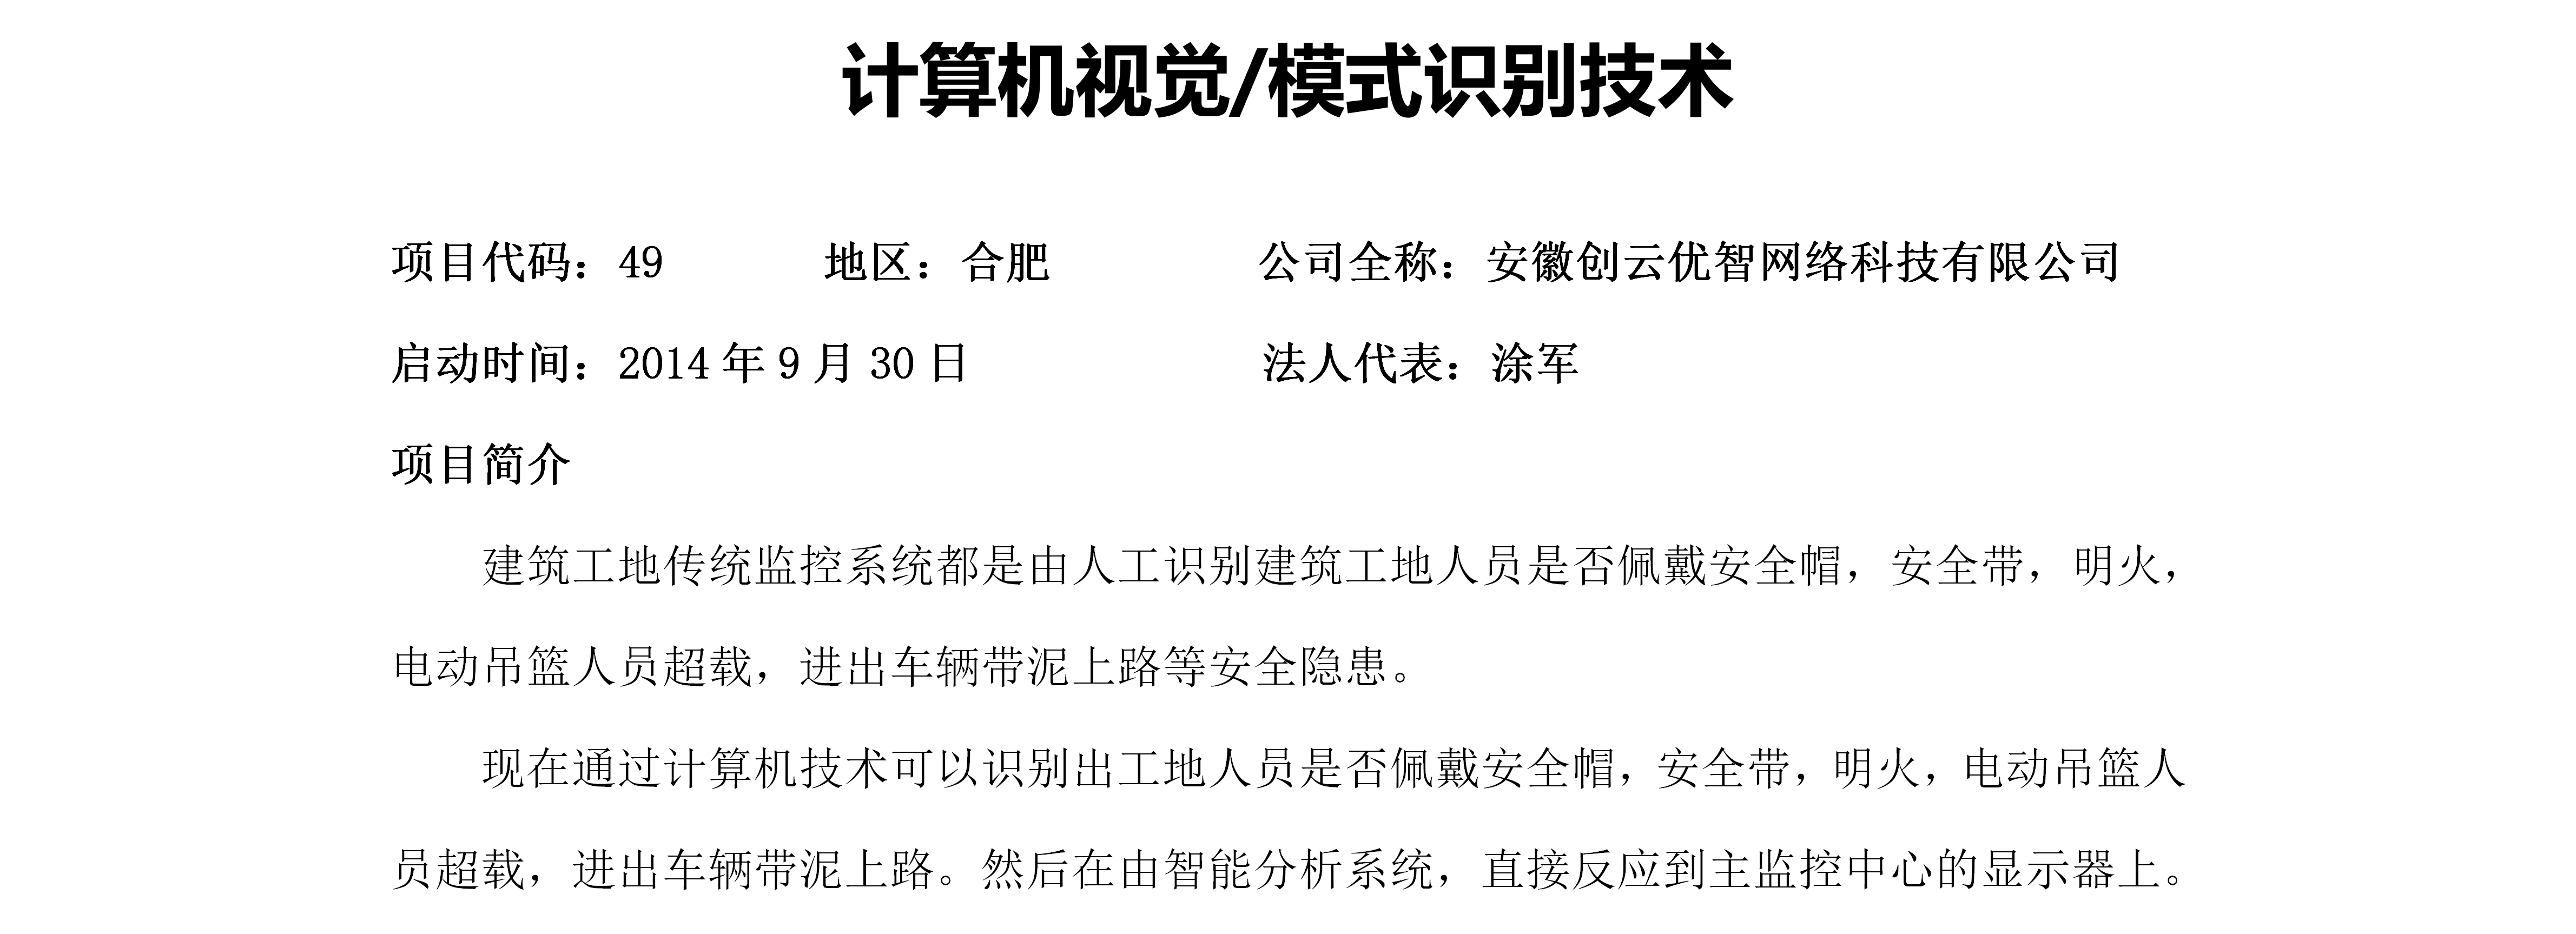 计算机视觉/模式识别技术
项目代码：49 地区：合肥 公司全称：安徽创云优智网络科技有限公司
启动时间：2014 年 9 月 30 日 法人代表：涂军
项目简介
建筑工地传统监控系统都是由人工识别建筑工地人员是否佩戴安全帽，安全带，明火，
电动吊篮人员超载，进出车辆带泥上路等安全隐患。
现在通过计算机技术可以识别出工地人员是否佩戴安全帽，安全带，明火，电动吊篮人
员超载，进出车辆带泥上路。然后在由智能分析系统，直接反应到主监控中心的显示器上。